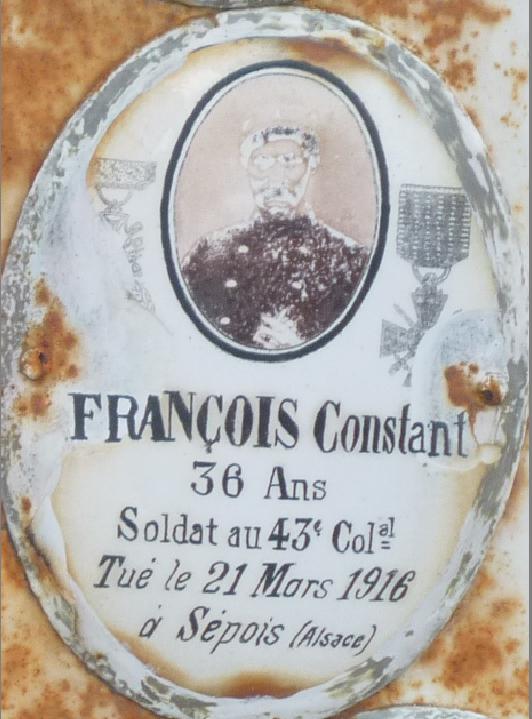 FRANÇOIS Constant
36 Ans
Soldat au 43e Colal
Tué le 21 Mars 1916
à Sépois (Alsace)